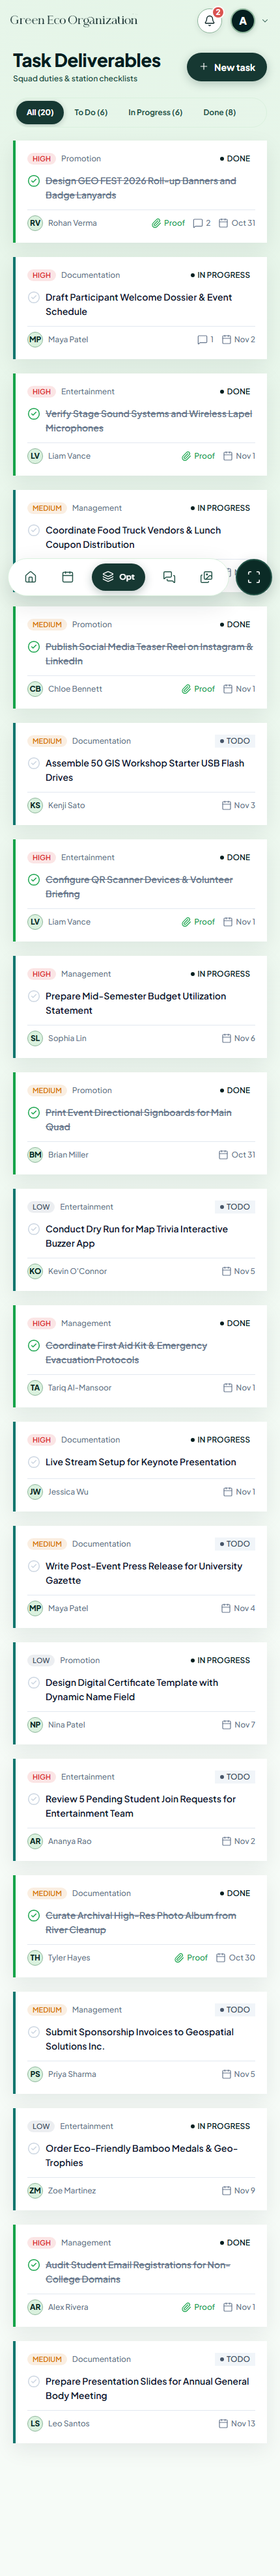 Green Eco Organization
2
A
Task Deliverables
Squad duties & station checklists
+ New task
All (20)
To Do (6)
In Progress (6)
Done (8)
HIGH Promotion DONE
Design GEO FEST 2026 Roll-up Banners and
Badge Lanyards
RV Rohan Verma Proof 2 Oct 31
HIGH Documentation IN PROGRESS
Draft Participant Welcome Dossier & Event
Schedule
MP Maya Patel 1 Nov 2
HIGH Entertainment DONE
Verify Stage Sound Systems and Wireless Lapel
Microphones
LV Liam Vance Proof Nov 1
MEDIUM Management IN PROGRESS
Coordinate Food Truck Vendors & Lunch
Coupon Distribution
Opt
MEDIUM Promotion DONE
Publish Social Media Teaser Reel on Instagram &
LinkedIn
CB Chloe Bennett Proof Nov 1
MEDIUM Documentation TODO
Assemble 50 GIS Workshop Starter USB Flash
Drives
KS Kenji Sato Nov 3
HIGH Entertainment DONE
Configure QR Scanner Devices & Volunteer
Briefing
LV Liam Vance Proof Nov 1
HIGH Management IN PROGRESS
Prepare Mid-Semester Budget Utilization
Statement
SL Sophia Lin Nov 6
MEDIUM Promotion DONE
Print Event Directional Signboards for Main
Quad
BM Brian Miller Oct 31
LOW Entertainment TODO
Conduct Dry Run for Map Trivia Interactive
Buzzer App
KO Kevin O'Connor Nov 5
HIGH Management DONE
Coordinate First Aid Kit & Emergency
Evacuation Protocols
TA Tariq Al-Mansoor Nov 1
HIGH Documentation IN PROGRESS
Live Stream Setup for Keynote Presentation
JW Jessica Wu Nov 1
MEDIUM Documentation TODO
Write Post-Event Press Release for University
Gazette
MP Maya Patel Nov 4
LOW Promotion IN PROGRESS
Design Digital Certificate Template with
Dynamic Name Field
NP Nina Patel Nov 7
HIGH Entertainment TODO
Review 5 Pending Student Join Requests for
Entertainment Team
AR Ananya Rao Nov 2
MEDIUM Documentation DONE
Curate Archival High-Res Photo Album from
River Cleanup
TH Tyler Hayes Proof Oct 30
MEDIUM Management TODO
Submit Sponsorship Invoices to Geospatial
Solutions Inc.
PS Priya Sharma Nov 5
LOW Entertainment IN PROGRESS
Order Eco-Friendly Bamboo Medals & Geo-
Trophies
ZM Zoe Martinez Nov 9
HIGH Management DONE
Audit Student Email Registrations for Non-
College Domains
AR Alex Rivera Proof Nov 1
MEDIUM Documentation TODO
Prepare Presentation Slides for Annual General
Body Meeting
LS Leo Santos Nov 13